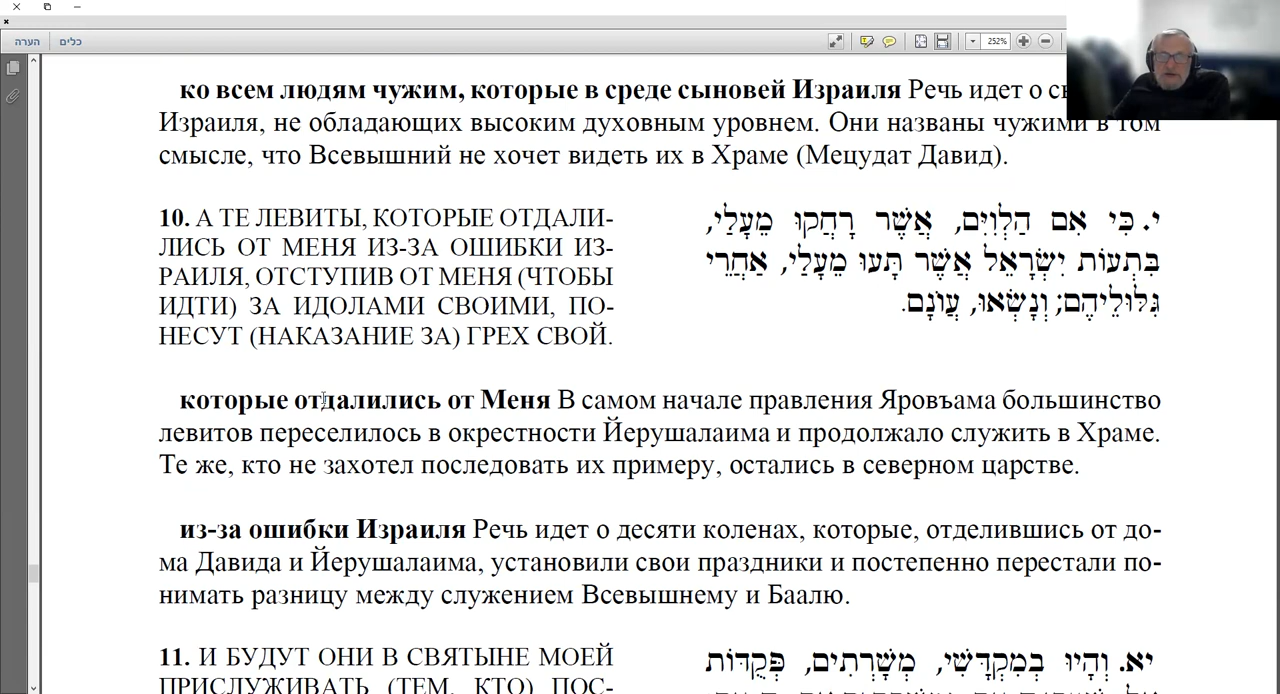 הערה כלים 252%
ко всем людям чужим, которые в среде сыновей Израиля Речь идет о
Израиля, не обладающих высоким духовным уровнем. Они названы чужими в том
смысле, что Всевышний не хочет видеть их в Храме (Мецудат Давид).
10. А ТЕ ЛЕВИТЫ, КОТОРЫЕ ОТДАЛИ-
ЛИСЬ ОТ МЕНЯ ИЗ-ЗА ОШИБКИ ИЗ-
РАИЛЯ, ОТСТУПИВ ОТ МЕНЯ (ЧТОБЫ
ИДТИ) ЗА ИДОЛАМИ СВОИМИ, ПО-
НЕСУТ (НАКАЗАНИЕ ЗА) ГРЕХ СВОЙ.
י. כִּי אִם הַלְוִיִּם, אֲשֶׁר רָחֲקוּ מֵעָלַי,
בִּתְעוֹת יִשְׂרָאֵל אֲשֶׁר תָּעוּ מֵעָלַי, אַחֲרֵי
גִּלּוּלֵיהֶם; וְנָשְׂאוּ, עֲוֺנָם.
которые отдалились от Меня В самом начале правления Яровъама большинство
левитов переселилось в окрестности Йерушалаима и продолжало служить в Храме.
Те же, кто не захотел последовать их примеру, остались в северном царстве.
из-за ошибки Израиля Речь идет о десяти коленах, которые, отделившись от до-
ма Давида и Йерушалаима, установили свои праздники и постепенно перестали по-
нимать разницу между служением Всевышнему и Баалю.
11. И БУДУТ ОНИ В СВЯТЫНЕ МОЕЙ
ПРИСЛУЖИВАТЬ (ТЕМ, КТО) ПОС-
יא. וְהָיוּ בְמִקְדָּשִׁי, מְשָׁרְתִים, פְּקֻדּוֹת